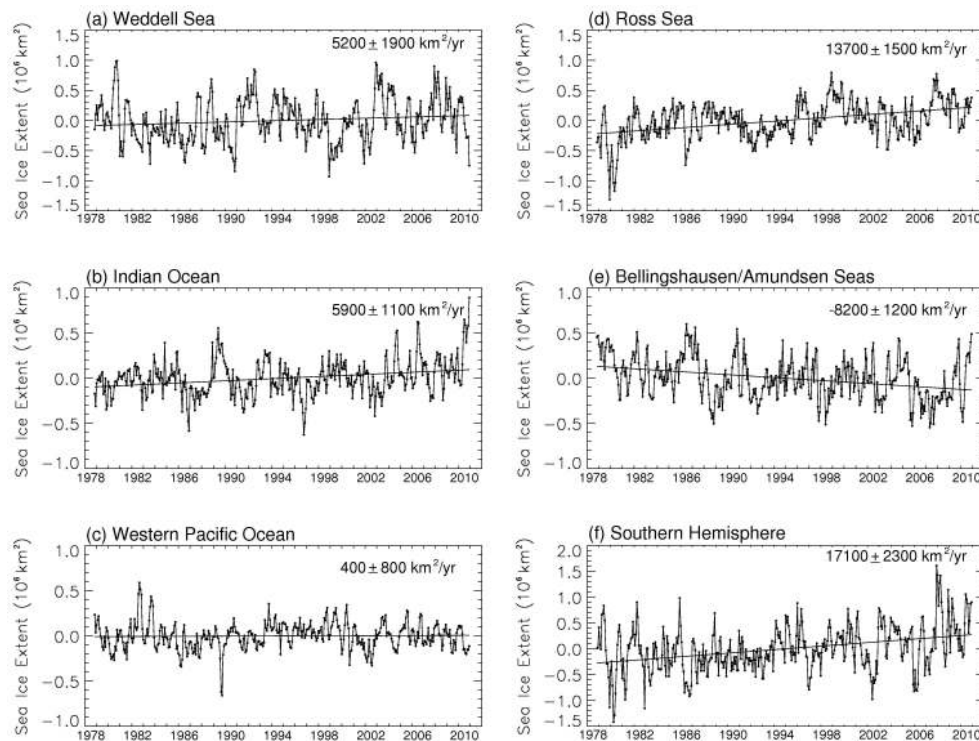 (a) Weddell Sea
5200 ± 1900 km²/yr
Sea Ice Extent (10⁶ km²)
1.5
1.0
0.5
0.0
−0.5
−1.0
−1.5
1978 1982 1986 1990 1994 1998 2002 2006 2010
(d) Ross Sea
13700 ± 1500 km²/yr
Sea Ice Extent (10⁶ km²)
1.5
1.0
0.5
0.0
−0.5
−1.0
−1.5
1978 1982 1986 1990 1994 1998 2002 2006 2010
(b) Indian Ocean
5900 ± 1100 km²/yr
Sea Ice Extent (10⁶ km²)
1.0
0.5
0.0
−0.5
−1.0
1978 1982 1986 1990 1994 1998 2002 2006 2010
(e) Bellingshausen/Amundsen Seas
-8200 ± 1200 km²/yr
Sea Ice Extent (10⁶ km²)
1.0
0.5
0.0
−0.5
−1.0
1978 1982 1986 1990 1994 1998 2002 2006 2010
(c) Western Pacific Ocean
400 ± 800 km²/yr
Sea Ice Extent (10⁶ km²)
1.0
0.5
0.0
−0.5
−1.0
1978 1982 1986 1990 1994 1998 2002 2006 2010
(f) Southern Hemisphere
17100 ± 2300 km²/yr
Sea Ice Extent (10⁶ km²)
2.0
1.5
1.0
0.5
0.0
−0.5
−1.0
−1.5
1978 1982 1986 1990 1994 1998 2002 2006 2010